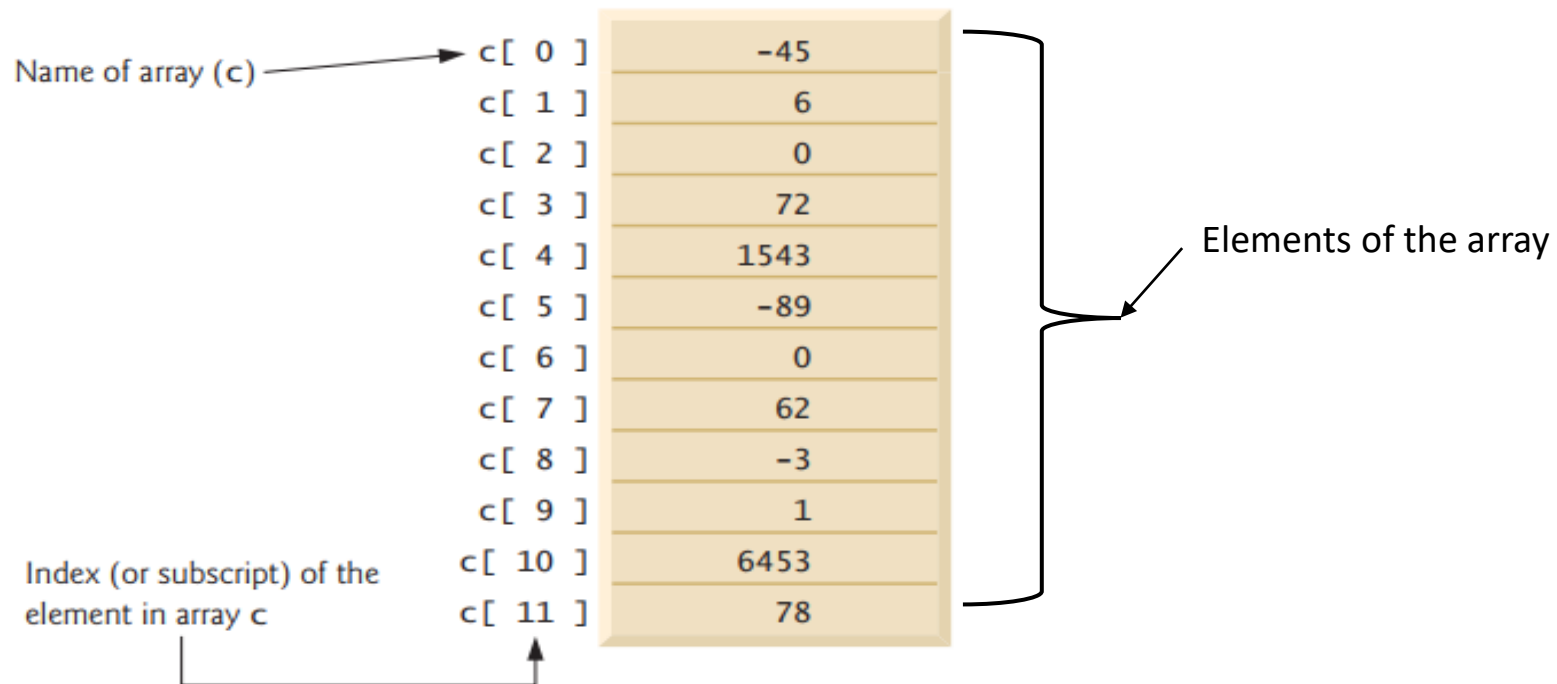 Name of array (c)
c[ 0 ] -45
c[ 1 ] 6
c[ 2 ] 0
c[ 3 ] 72
c[ 4 ] 1543
c[ 5 ] -89
c[ 6 ] 0
c[ 7 ] 62
c[ 8 ] -3
c[ 9 ] 1
c[ 10 ] 6453
c[ 11 ] 78
Elements of the array
Index (or subscript) of the
element in array c